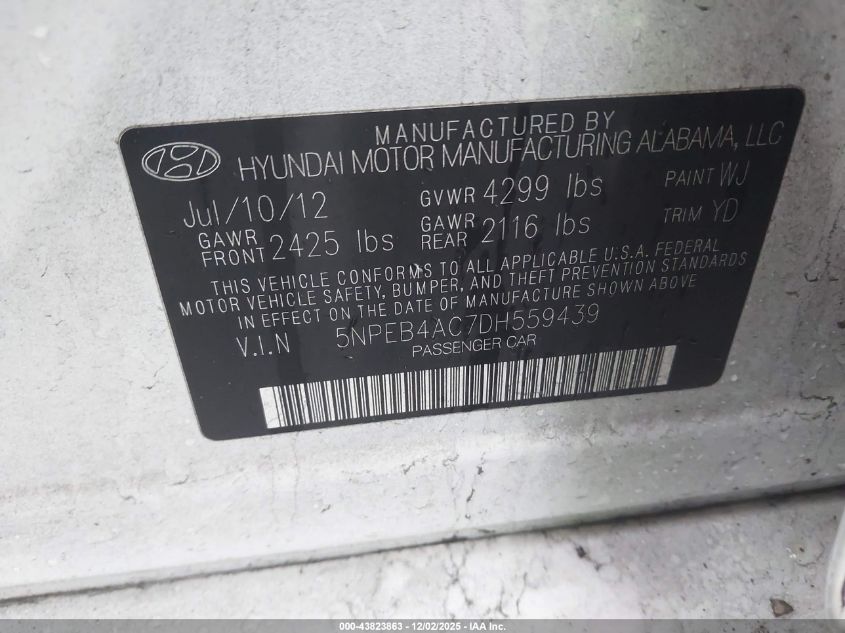 MANUFACTURED BY
HYUNDAI MOTOR MANUFACTURING ALABAMA, LLC
Jul/10/12 GVWR 4299 lbs PAINT WJ
GAWR FRONT 2425 lbs GAWR REAR 2116 lbs TRIM YD
THIS VEHICLE CONFORMS TO ALL APPLICABLE U.S.A. FEDERAL
MOTOR VEHICLE SAFETY, BUMPER, AND THEFT PREVENTION STANDARDS
IN EFFECT ON THE DATE OF MANUFACTURE SHOWN ABOVE
V.I.N 5NPEB4AC7DH559439
PASSENGER CAR
000-43823863 - 12/02/2025 - IAA Inc.